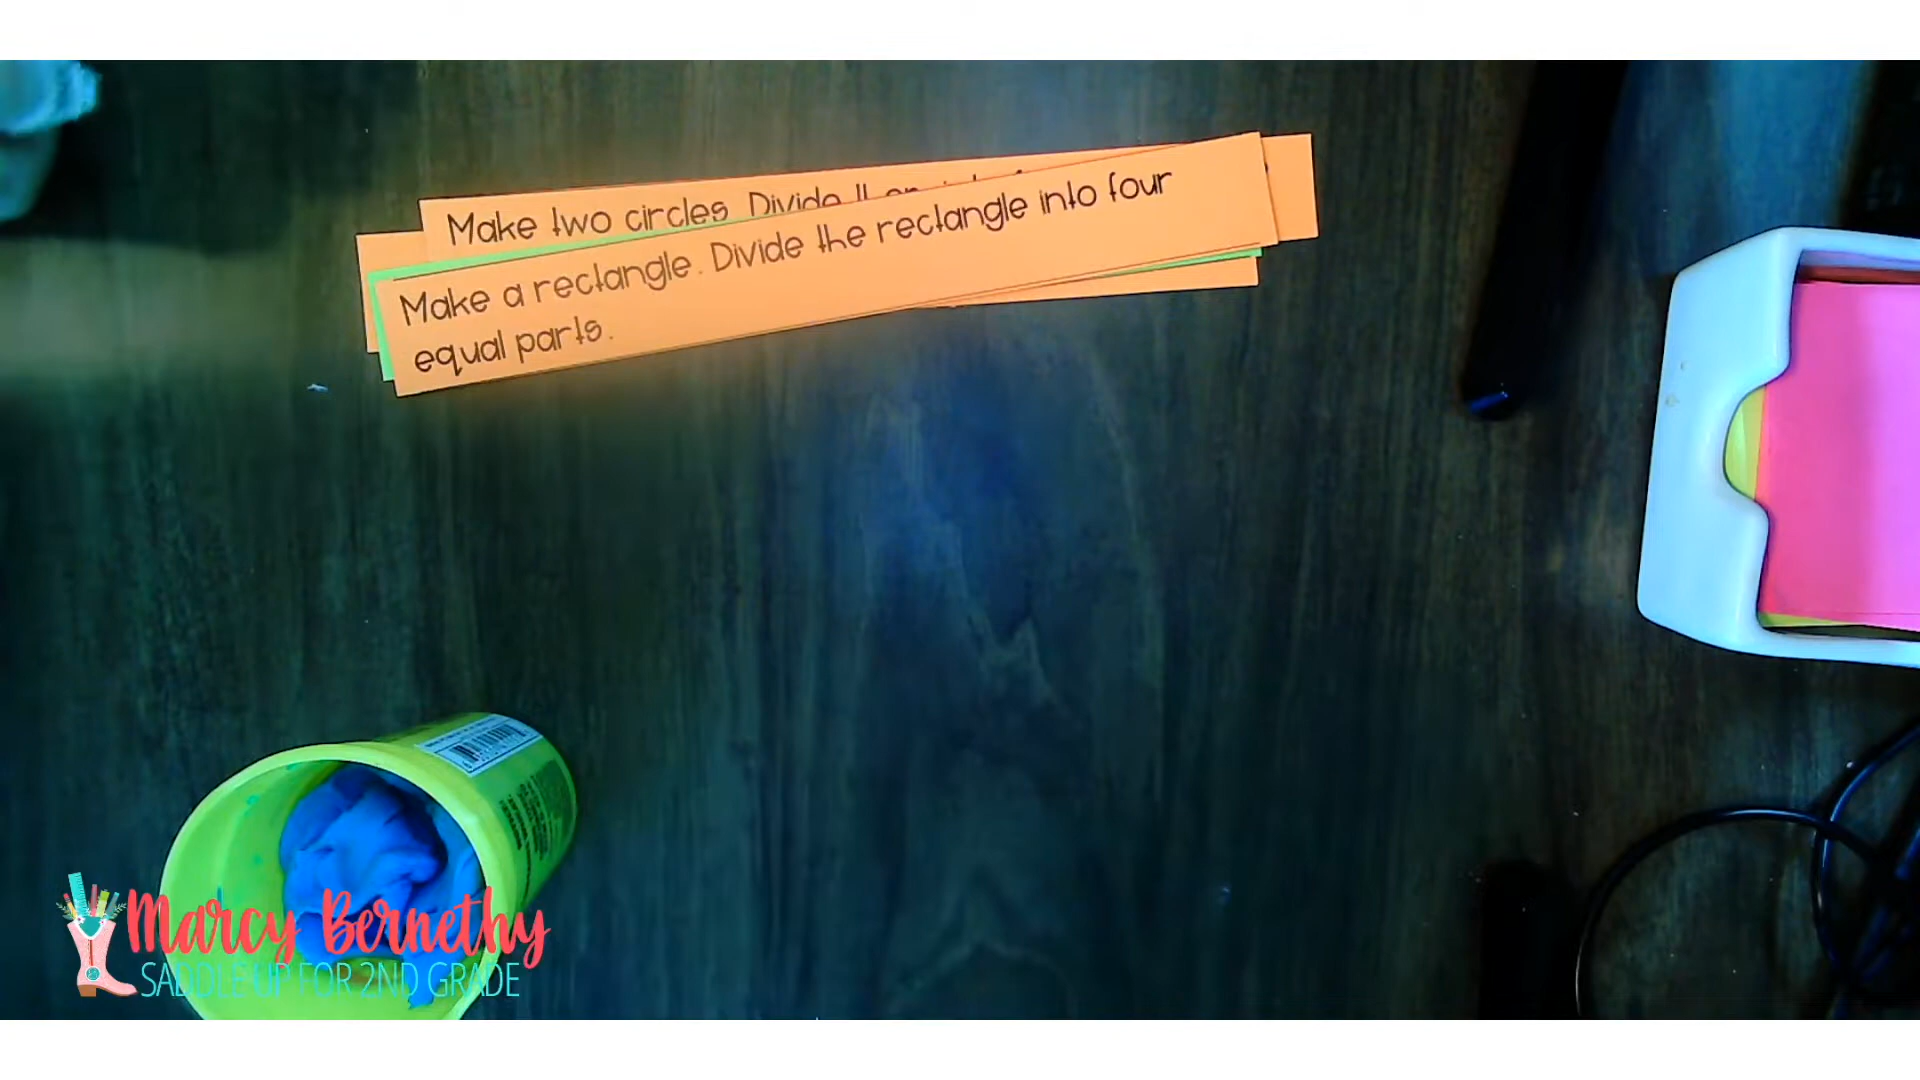 Make two circles. Divide
Make a rectangle. Divide the rectangle into four
equal parts.
Marcy Bernethy
SADDLE UP FOR 2ND GRADE